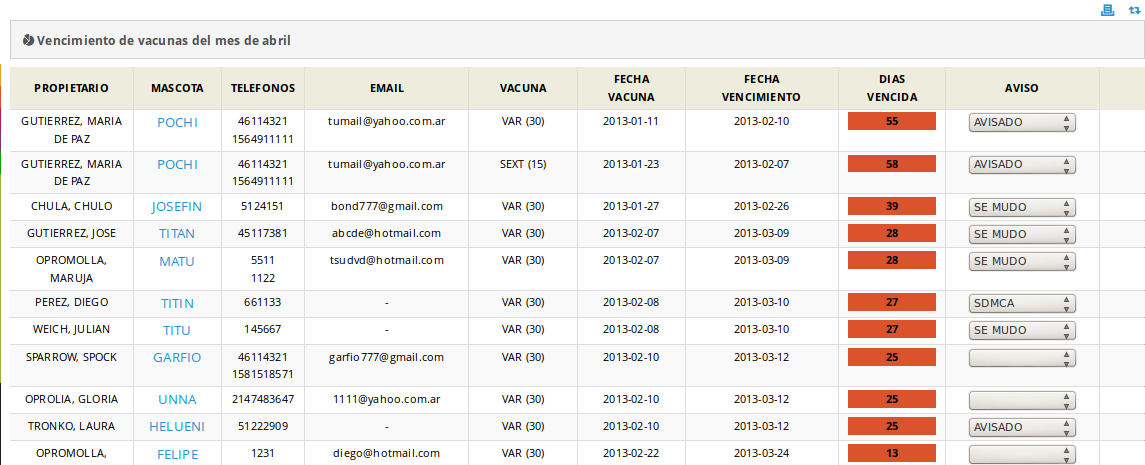 Vencimiento de vacunas del mes de abril
PROPIETARIO MASCOTA TELEFONOS EMAIL VACUNA FECHA VACUNA FECHA VENCIMIENTO DIAS VENCIDA AVISO
GUTIERREZ, MARIA POCHI 46114321 tumail@yahoo.com.ar VAR (30) 2013-01-11 2013-02-10 55 AVISADO
DE PAZ 1564911111
GUTIERREZ, MARIA POCHI 46114321 tumail@yahoo.com.ar SEXT (15) 2013-01-23 2013-02-07 58 AVISADO
DE PAZ 1564911111
CHULA, CHULO JOSEFIN 5124151 bond777@gmail.com VAR (30) 2013-01-27 2013-02-26 39 SE MUDO
GUTIERREZ, JOSE TITAN 45117381 abcde@hotmail.com VAR (30) 2013-02-07 2013-03-09 28 SE MUDO
OPROMOLLA, MATU 5511 tsudvd@hotmail.com VAR (30) 2013-02-07 2013-03-09 28 SE MUDO
MARUJA 1122
PEREZ, DIEGO TITIN 661133 - VAR (30) 2013-02-08 2013-03-10 27 SDMCA
WEICH, JULIAN TITU 145667 - VAR (30) 2013-02-08 2013-03-10 27 SE MUDO
SPARROW, SPOCK GARFIO 46114321 garfio777@gmail.com VAR (30) 2013-02-10 2013-03-12 25
1581518571
OPROLIA, GLORIA UNNA 2147483647 1111@yahoo.com.ar VAR (30) 2013-02-10 2013-03-12 25
TRONKO, LAURA HELUENI 51222909 - VAR (30) 2013-02-10 2013-03-12 25 AVISADO
OPROMOLLA, FELIPE 1231 diego@hotmail.com VAR (30) 2013-02-22 2013-03-24 13